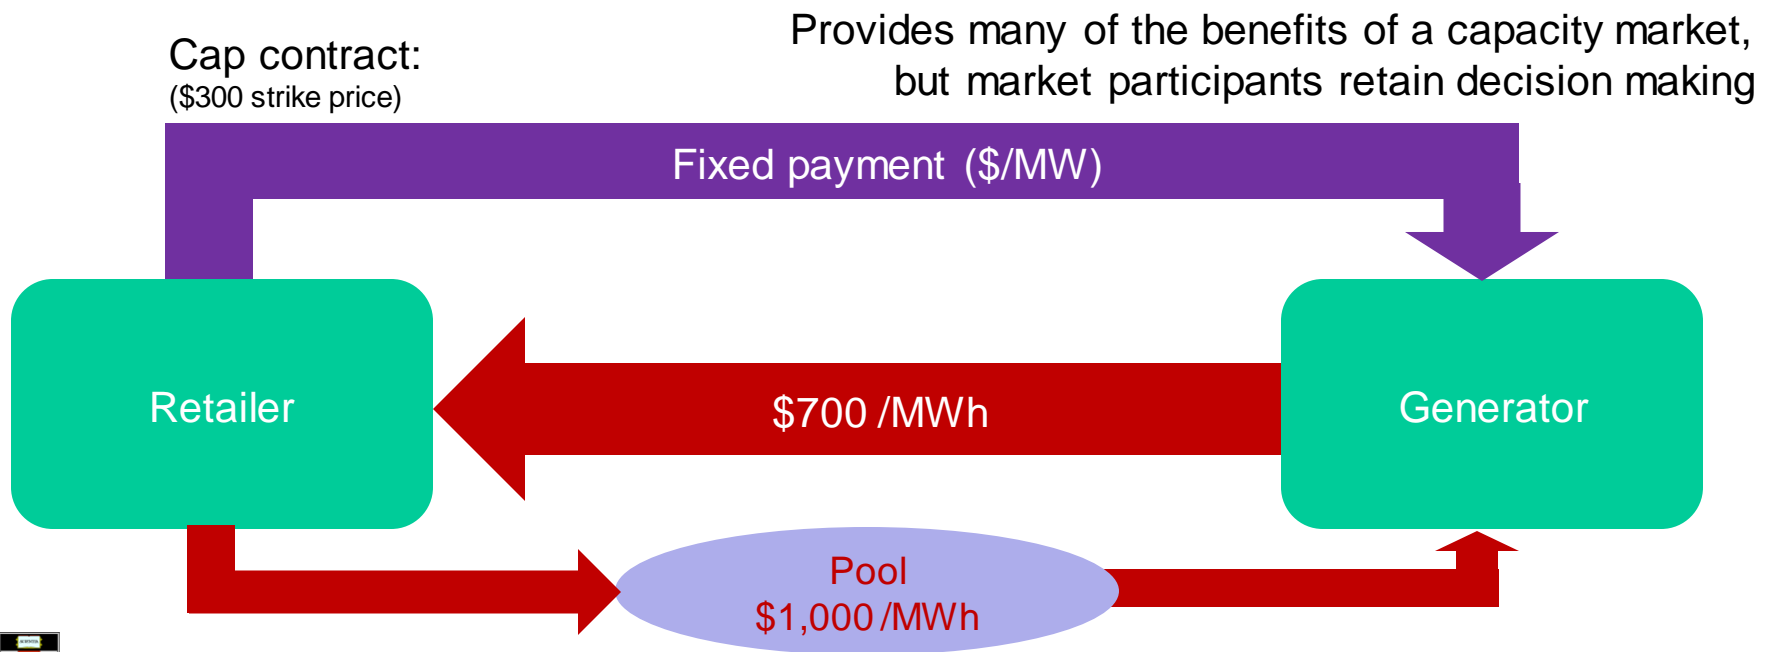 Provides many of the benefits of a capacity market,
but market participants retain decision making
Cap contract:
($300 strike price)
Fixed payment ($/MW)
Retailer
$700 /MWh
Generator
Pool
$1,000 /MWh